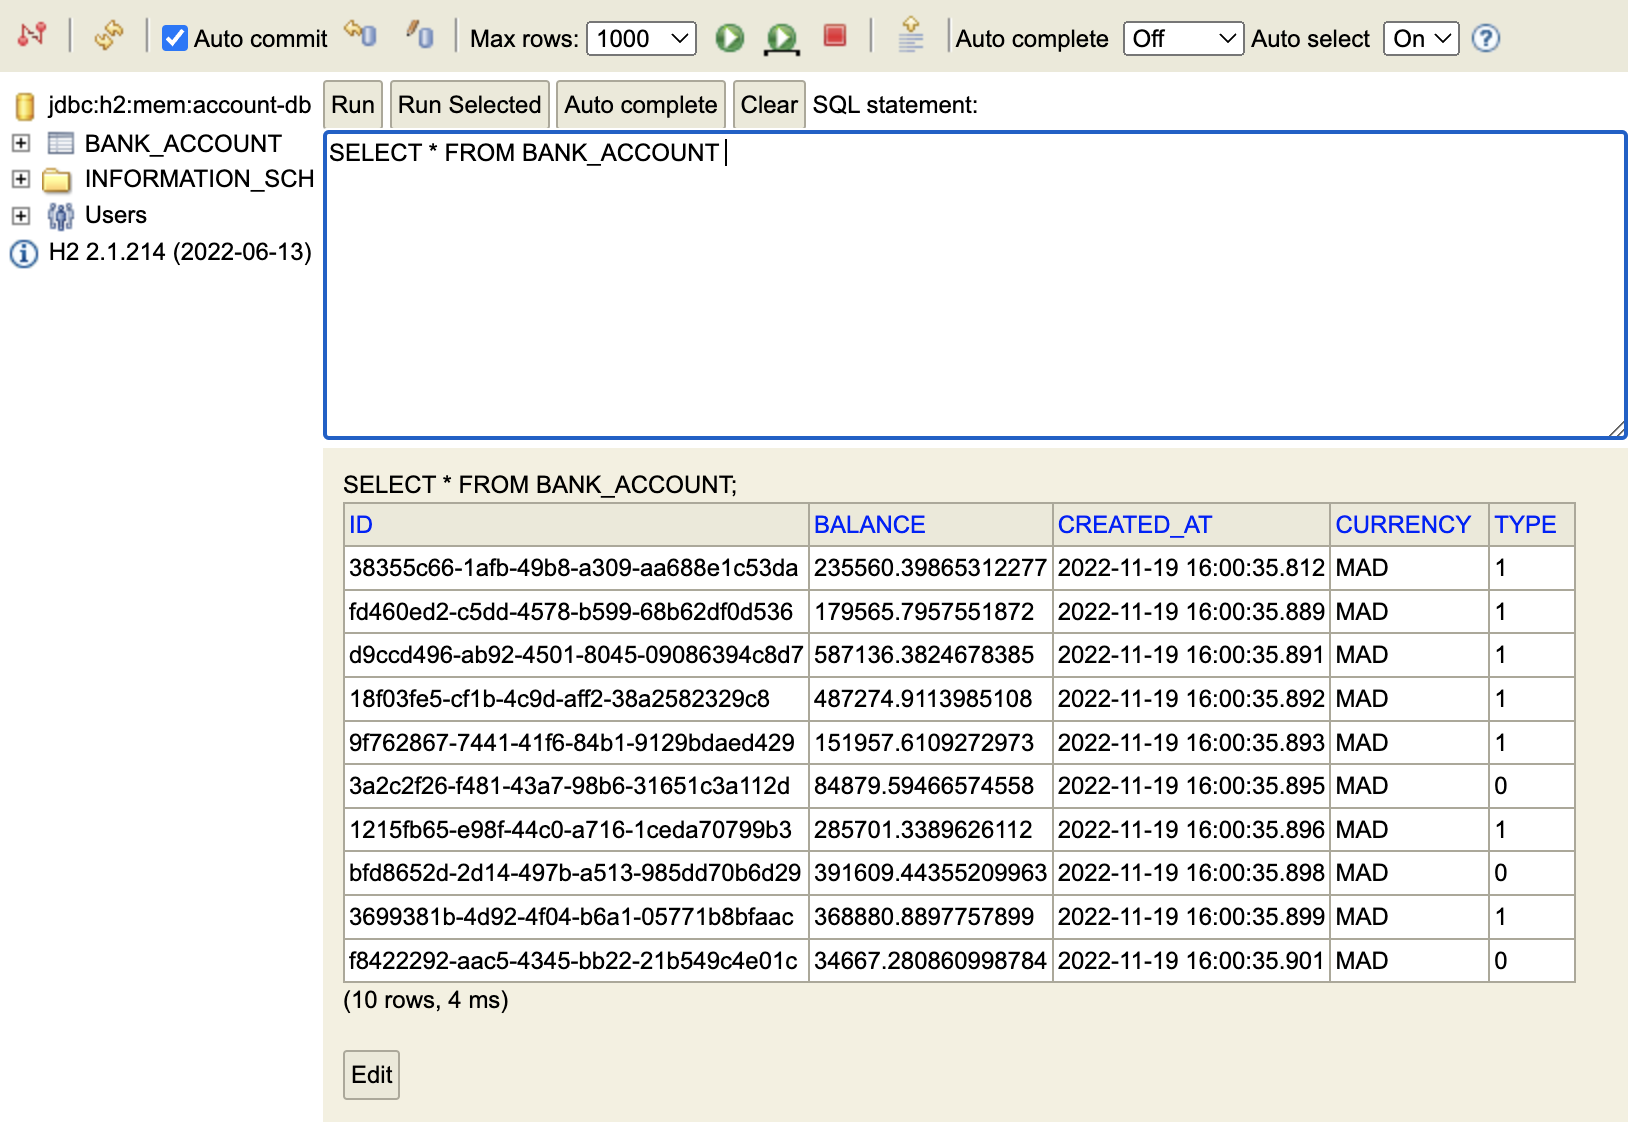 Auto commit Max rows: 1000 Auto complete Off Auto select On ?
jdbc:h2:mem:account-db
BANK_ACCOUNT
INFORMATION_SCH
Users
H2 2.1.214 (2022-06-13)
Run Run Selected Auto complete Clear SQL statement:
SELECT * FROM BANK_ACCOUNT
SELECT * FROM BANK_ACCOUNT;
ID BALANCE CREATED_AT CURRENCY TYPE
38355c66-1afb-49b8-a309-aa688e1c53da 235560.39865312277 2022-11-19 16:00:35.812 MAD 1
fd460ed2-c5dd-4578-b599-68b62df0d536 179565.7957551872 2022-11-19 16:00:35.889 MAD 1
d9ccd496-ab92-4501-8045-09086394c8d7 587136.3824678385 2022-11-19 16:00:35.891 MAD 1
18f03fe5-cf1b-4c9d-aff2-38a2582329c8 487274.9113985108 2022-11-19 16:00:35.892 MAD 1
9f762867-7441-41f6-84b1-9129bdaed429 151957.6109272973 2022-11-19 16:00:35.893 MAD 1
3a2c2f26-f481-43a7-98b6-31651c3a112d 84879.59466574558 2022-11-19 16:00:35.895 MAD 0
1215fb65-e98f-44c0-a716-1ceda70799b3 285701.3389626112 2022-11-19 16:00:35.896 MAD 1
bfd8652d-2d14-497b-a513-985dd70b6d29 391609.44355209963 2022-11-19 16:00:35.898 MAD 0
3699381b-4d92-4f04-b6a1-05771b8bfaac 368880.8897757899 2022-11-19 16:00:35.899 MAD 1
f8422292-aac5-4345-bb22-21b549c4e01c 34667.280860998784 2022-11-19 16:00:35.901 MAD 0
(10 rows, 4 ms)
Edit